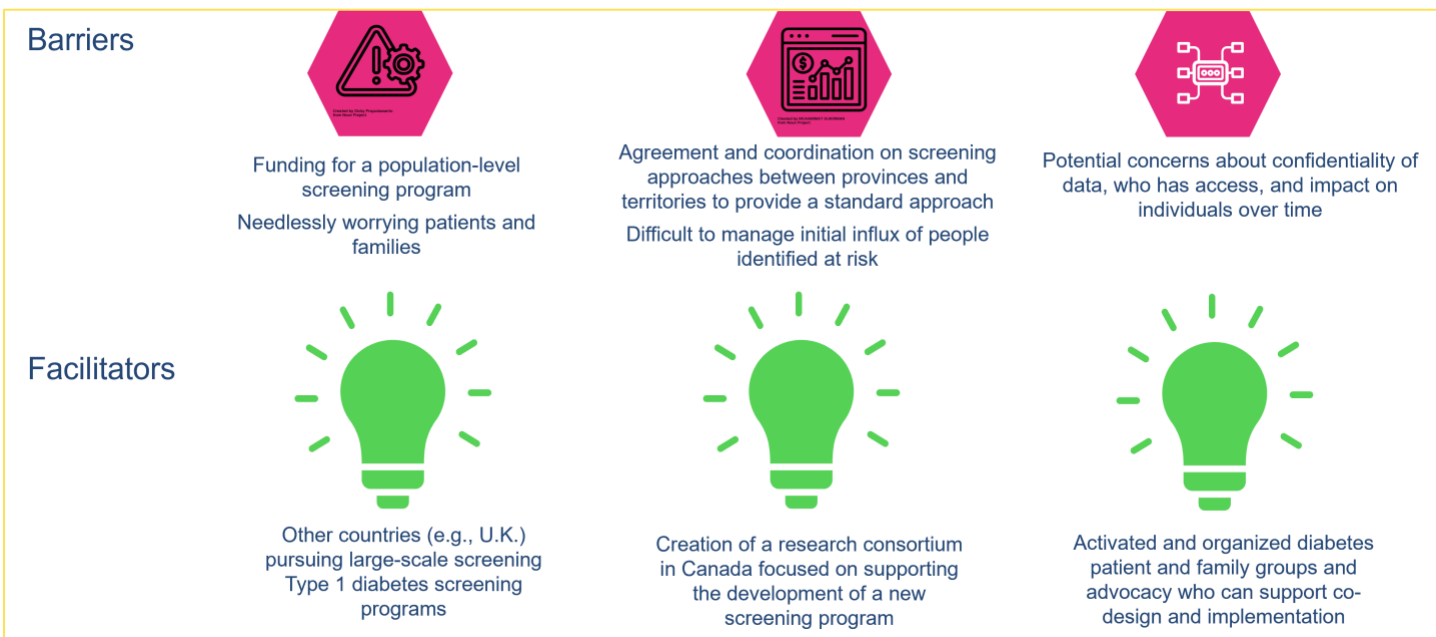 Barriers
Funding for a population-level
screening program
Needlessly worrying patients and
families
Agreement and coordination on screening
approaches between provinces and
territories to provide a standard approach
Difficult to manage initial influx of people
identified at risk
Potential concerns about confidentiality of
data, who has access, and impact on
individuals over time
Facilitators
Other countries (e.g., U.K.)
pursuing large-scale screening
Type 1 diabetes screening
programs
Creation of a research consortium
in Canada focused on supporting
the development of a new
screening program
Activated and organized diabetes
patient and family groups and
advocacy who can support co-
design and implementation